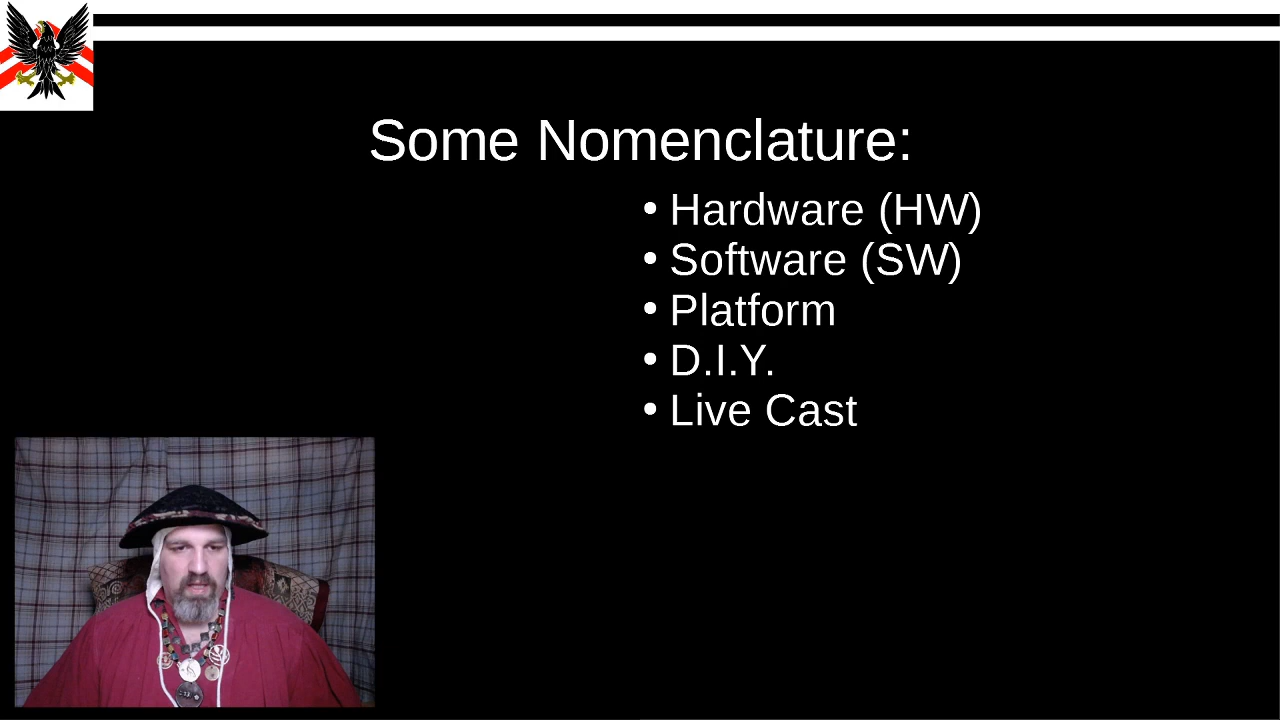 Some Nomenclature:
• Hardware (HW)
• Software (SW)
• Platform
• D.I.Y.
• Live Cast